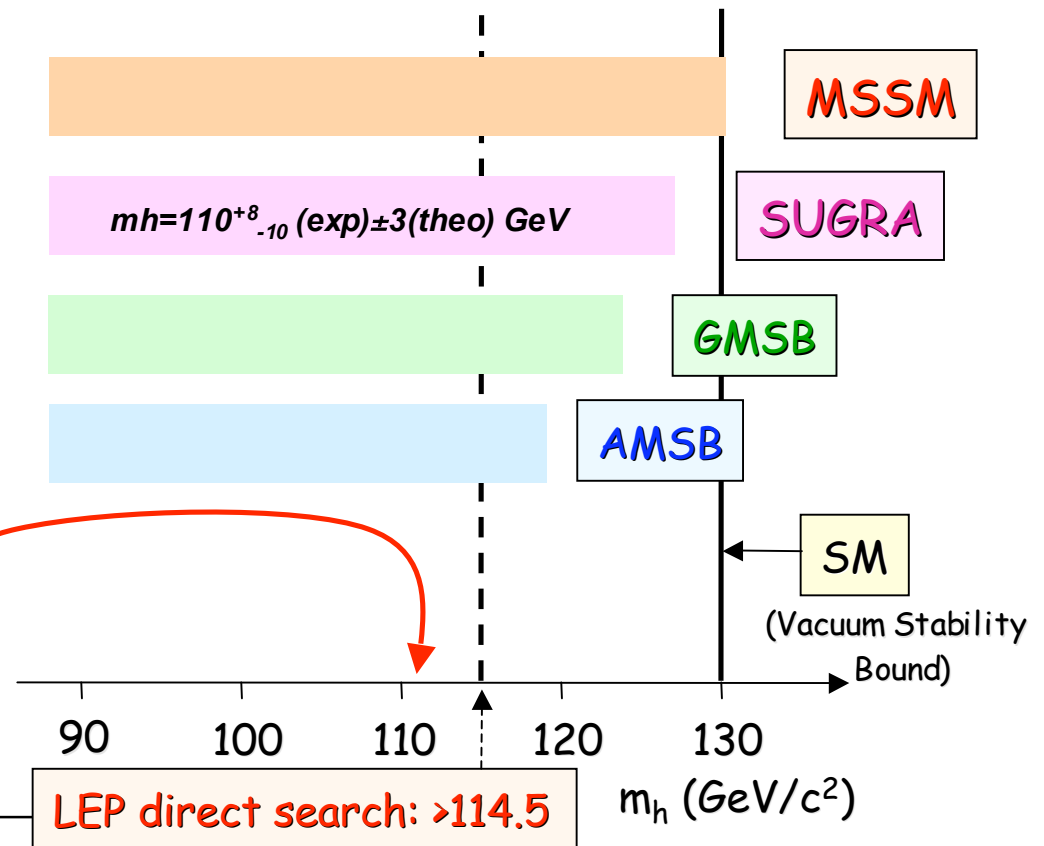 MSSM
mh=110⁺⁸₋₁₀ (exp)±3(theo) GeV
SUGRA
GMSB
AMSB
SM
(Vacuum Stability
Bound)
90 100 110 120 130
LEP direct search: >114.5
mₕ (GeV/c²)